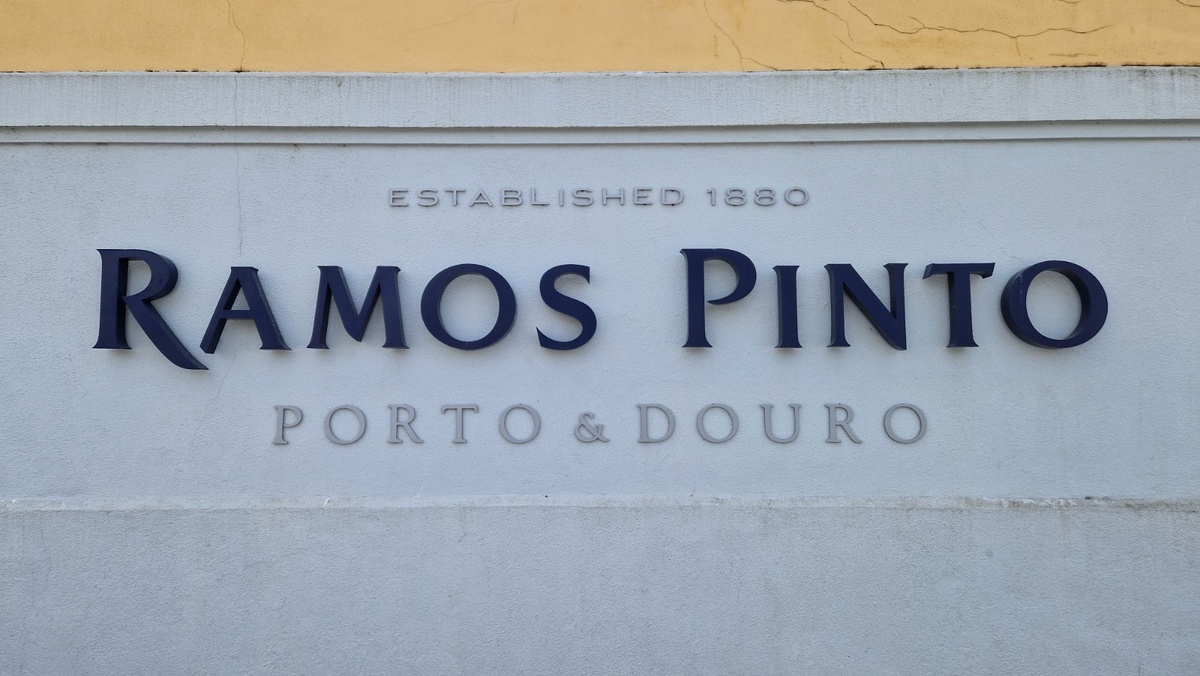 ESTABLISHED 1880
RAMOS PINTO
PORTO & DOURO